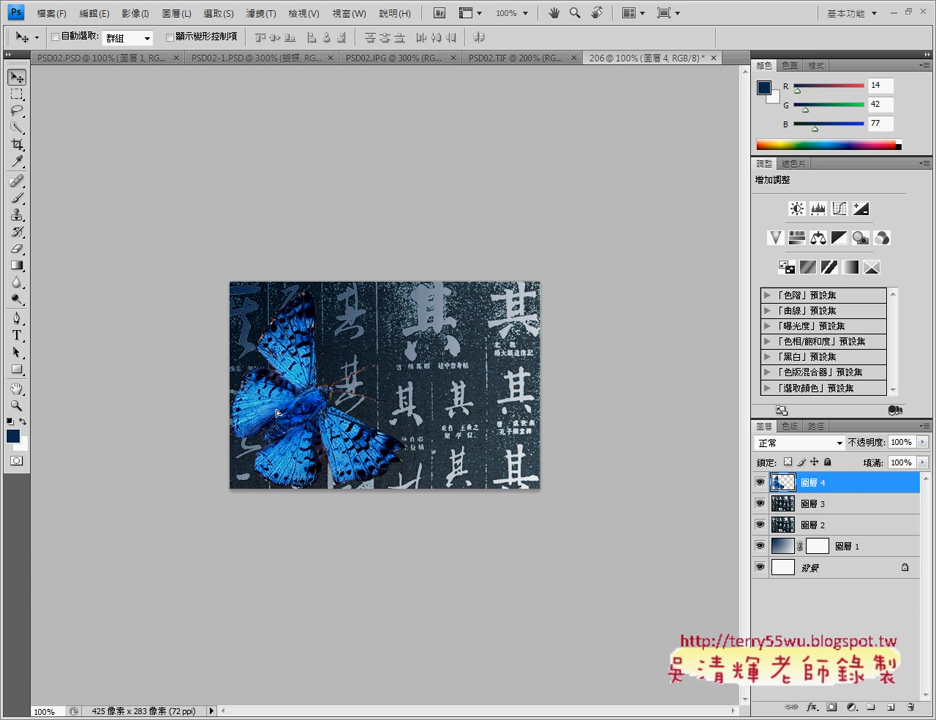 Ps 檔案(F) 編輯(E) 影像(I) 圖層(L) 選取(S) 濾鏡(T) 檢視(V) 視窗(W) 說明(H) Br 100% 基本功能
自動選取: 群組 顯示變形控制項
PSD02.PSD @ 100% (圖層 1, RG... × PSD02-1.PSD @ 300% (蝴蝶, RG... × PSD02.JPG @ 300% (RG... × PSD02.TIF @ 200% (RG... × 206 @ 100% (圖層 4, RGB/8) * ×
顏色 色票 樣式
R 14
G 42
B 77
調整 遮色片
增加調整
「色階」預設集
「曲線」預設集
「曝光度」預設集
「色相/飽和度」預設集
「黑白」預設集
「色版混合器」預設集
「選取顏色」預設集
圖層 色版 路徑
正常 不透明度: 100%
鎖定: 填滿: 100%
圖層 4
圖層 3
圖層 2
圖層 1
背景
其
其
其
其
其
其
其
http://terry55wu.blogspot.tw
吳清輝老師錄製
100% 425 像素 x 283 像素 (72 ppi)